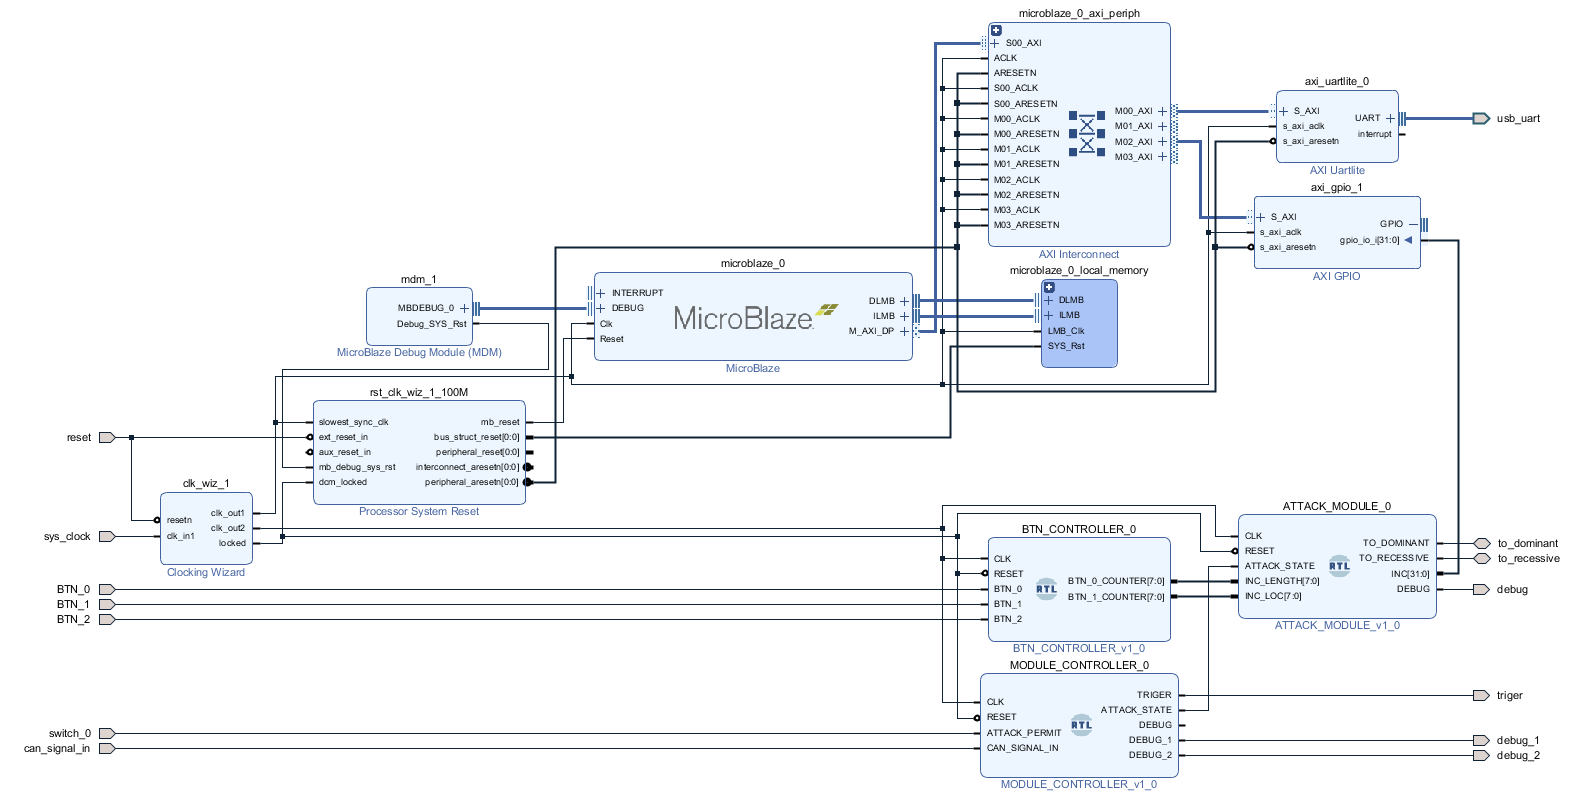 microblaze_0_axi_periph
S00_AXI
ACLK
ARESETN
S00_ACLK
S00_ARESETN
M00_ACLK
M00_ARESETN
M01_ACLK
M01_ARESETN
M02_ACLK
M02_ARESETN
M03_ACLK
M03_ARESETN
M00_AXI
M01_AXI
M02_AXI
M03_AXI
AXI Interconnect
axi_uartlite_0
S_AXI
s_axi_aclk
s_axi_aresetn
UART
interrupt
AXI Uartlite
usb_uart
axi_gpio_1
S_AXI
s_axi_aclk
s_axi_aresetn
GPIO
gpio_io_i[31:0]
AXI GPIO
mdm_1
MBDEBUG_0
Debug_SYS_Rst
MicroBlaze Debug Module (MDM)
microblaze_0
INTERRUPT
DEBUG
Clk
Reset
MicroBlaze
DLMB
ILMB
M_AXI_DP
MicroBlaze
microblaze_0_local_memory
DLMB
ILMB
LMB_Clk
SYS_Rst
rst_clk_wiz_1_100M
slowest_sync_clk
ext_reset_in
aux_reset_in
mb_debug_sys_rst
dcm_locked
mb_reset
bus_struct_reset[0:0]
peripheral_reset[0:0]
interconnect_aresetn[0:0]
peripheral_aresetn[0:0]
Processor System Reset
reset
sys_clock
clk_wiz_1
resetn
clk_in1
clk_out1
clk_out2
locked
Clocking Wizard
BTN_0
BTN_1
BTN_2
BTN_CONTROLLER_0
CLK
RESET
BTN_0
BTN_1
BTN_2
RTL
BTN_0_COUNTER[7:0]
BTN_1_COUNTER[7:0]
BTN_CONTROLLER_v1_0
ATTACK_MODULE_0
CLK
RESET
ATTACK_STATE
INC_LENGTH[7:0]
INC_LOC[7:0]
RTL
TO_DOMINANT
TO_RECESSIVE
INC[31:0]
DEBUG
ATTACK_MODULE_v1_0
to_dominant
to_recessive
debug
MODULE_CONTROLLER_0
CLK
RESET
ATTACK_PERMIT
CAN_SIGNAL_IN
RTL
TRIGER
ATTACK_STATE
DEBUG
DEBUG_1
DEBUG_2
MODULE_CONTROLLER_v1_0
switch_0
can_signal_in
triger
debug_1
debug_2